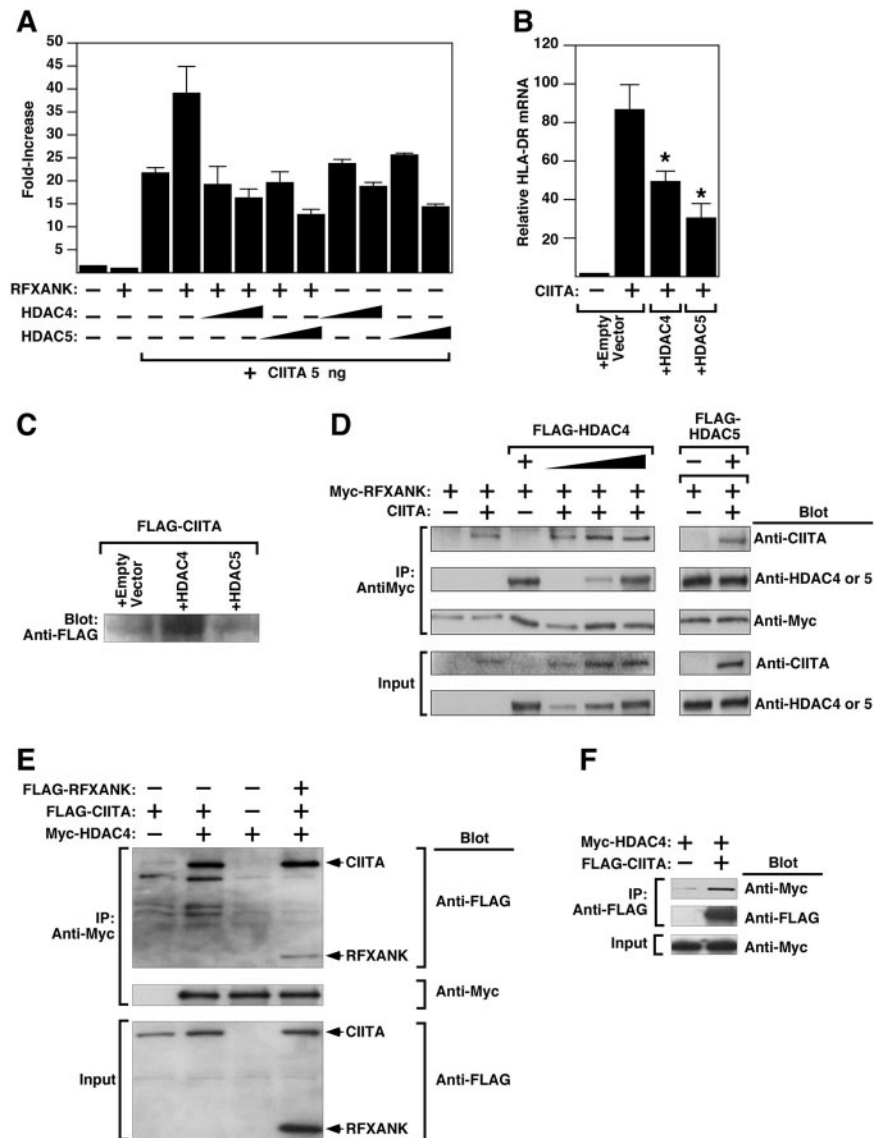 A
Fold-Increase
50
45
40
35
30
25
20
15
10
5
RFXANK: – + – + + + + + – – – –
HDAC4: – – – – – – – –
HDAC5: – – – – – – – –
+ CIITA 5 ng
B
Relative HLA-DR mRNA
120
100
80
60
40
20
* *
CIITA: – + + +
+Empty Vector
+HDAC4
+HDAC5
C
FLAG-CIITA
+Empty Vector
+HDAC4
+HDAC5
Blot:
Anti-FLAG
D
FLAG-HDAC4
FLAG-
HDAC5
+ – +
Myc-RFXANK: + + + + + + + +
CIITA: – + – + + + – +
Blot
IP:
AntiMyc
Anti-CIITA
Anti-HDAC4 or 5
Anti-Myc
Input
Anti-CIITA
Anti-HDAC4 or 5
E
FLAG-RFXANK: – – – +
FLAG-CIITA: + + – +
Myc-HDAC4: – + + +
Blot
IP:
Anti-Myc
CIITA
RFXANK
Anti-FLAG
Anti-Myc
Input
CIITA
RFXANK
Anti-FLAG
F
Myc-HDAC4: + +
FLAG-CIITA: – +
Blot
IP:
Anti-FLAG
Anti-Myc
Anti-FLAG
Input
Anti-Myc